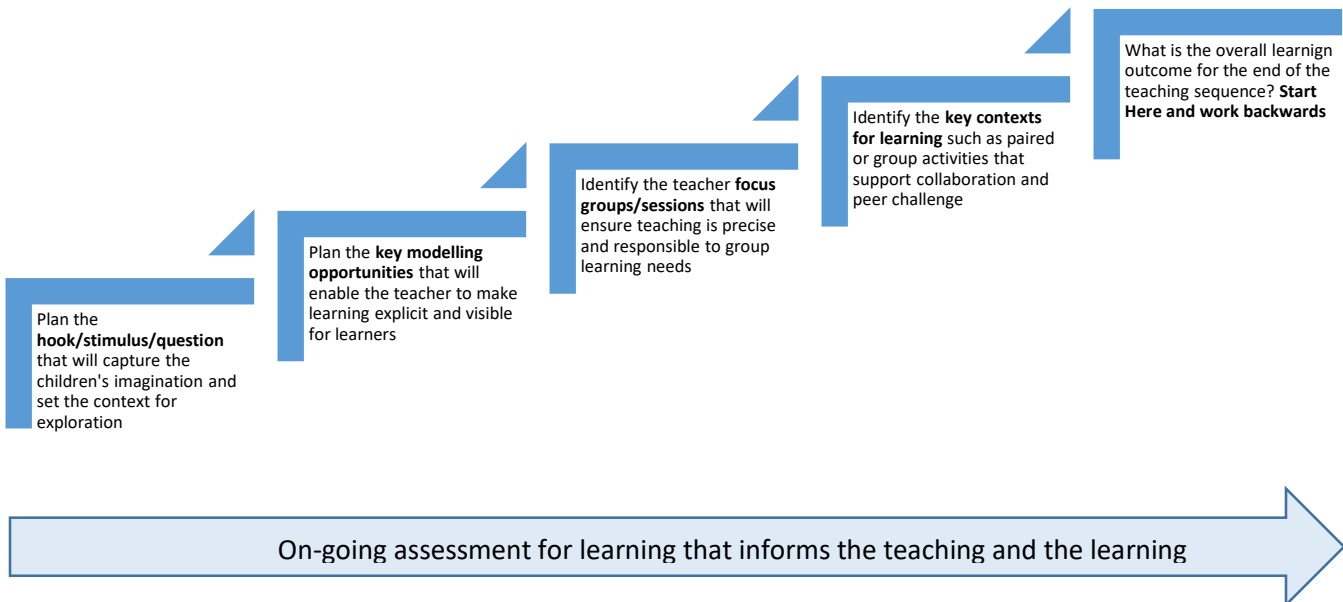 Plan the
hook/stimulus/question
that will capture the
children's imagination and
set the context for
exploration
Plan the key modelling
opportunities that will
enable the teacher to make
learning explicit and visible
for learners
Identify the teacher focus
groups/sessions that will
ensure teaching is precise
and responsible to group
learning needs
Identify the key contexts
for learning such as paired
or group activities that
support collaboration and
peer challenge
What is the overall learnign
outcome for the end of the
teaching sequence? Start
Here and work backwards
On-going assessment for learning that informs the teaching and the learning